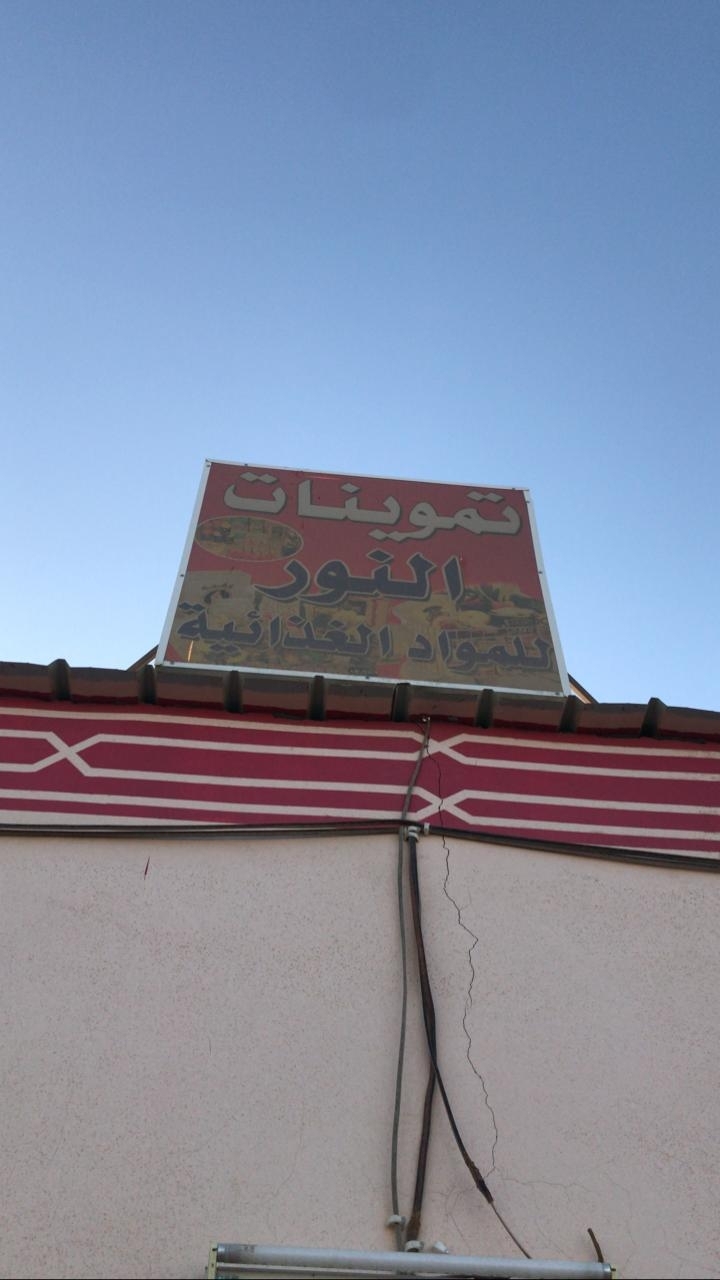 تموينات
النور
للمواد الغذائية